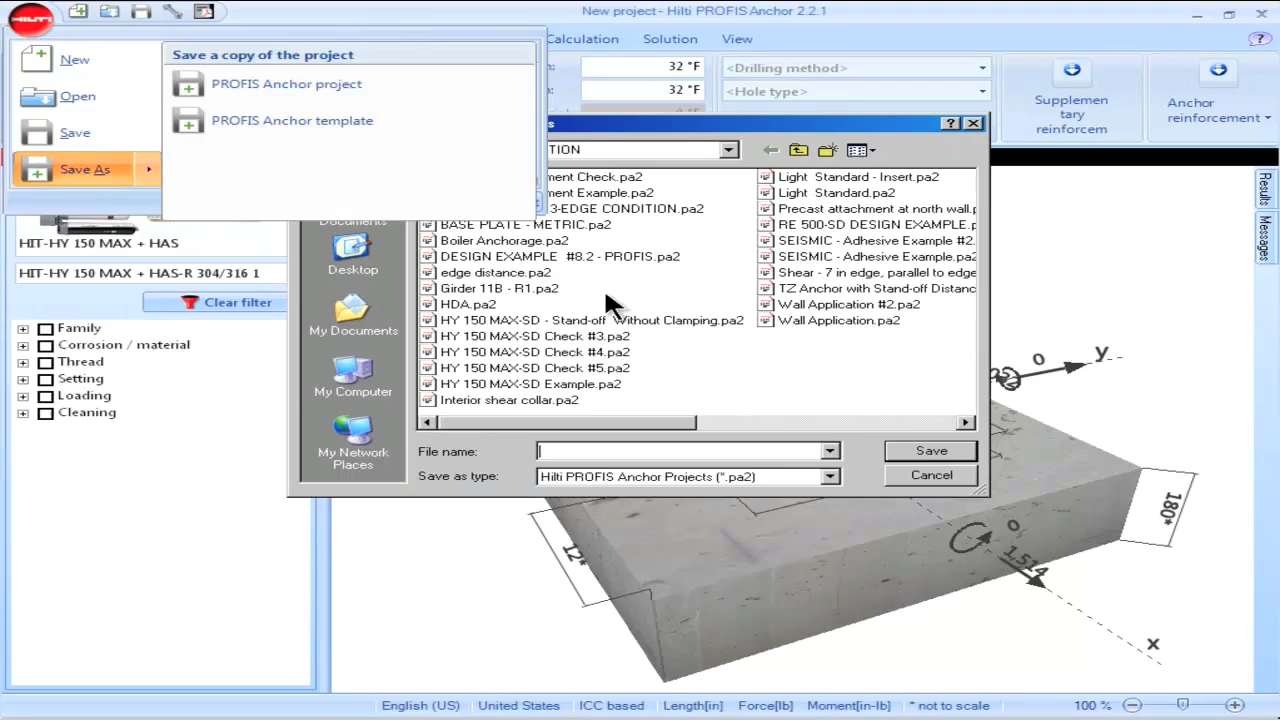 HILTI
New project - Hilti PROFIS Anchor 2.2.1
Calculation
Solution
View
New
Open
Save
Save As
Save a copy of the project
PROFIS Anchor project
PROFIS Anchor template
32 °F
32 °F
<Drilling method>
<Hole type>
Supplemen
tary
reinforcem
Anchor
reinforcement
TION
Results
Messages
HIT-HY 150 MAX + HAS
HIT-HY 150 MAX + HAS-R 304/316 1
Clear filter
Family
Corrosion / material
Thread
Setting
Loading
Cleaning
Documents
Desktop
My Documents
My Computer
My Network
Places
ment Check.pa2
ment Example.pa2
3-EDGE CONDITION.pa2
BASE PLATE - METRIC.pa2
Boiler Anchorage.pa2
DESIGN EXAMPLE #8.2 - PROFIS.pa2
edge distance.pa2
Girder 11B - R1.pa2
HDA.pa2
HY 150 MAX-SD - Stand-off Without Clamping.pa2
HY 150 MAX-SD Check #3.pa2
HY 150 MAX-SD Check #4.pa2
HY 150 MAX-SD Check #5.pa2
HY 150 MAX-SD Example.pa2
Interior shear collar.pa2
Light Standard - Insert.pa2
Light Standard.pa2
Precast attachment at north wall.p
RE 500-SD DESIGN EXAMPLE.p
SEISMIC - Adhesive Example #2.
SEISMIC - Adhesive Example.pa2
Shear - 7 in edge, parallel to edge
TZ Anchor with Stand-off Distanc
Wall Application #2.pa2
Wall Application.pa2
File name:
Save
Save as type:
Hilti PROFIS Anchor Projects (*.pa2)
Cancel
0
y
180*
12*
0
1,514
x
English (US)
United States
ICC based
Length[in]
Force[lb]
Moment[in-lb]
* not to scale
100 %